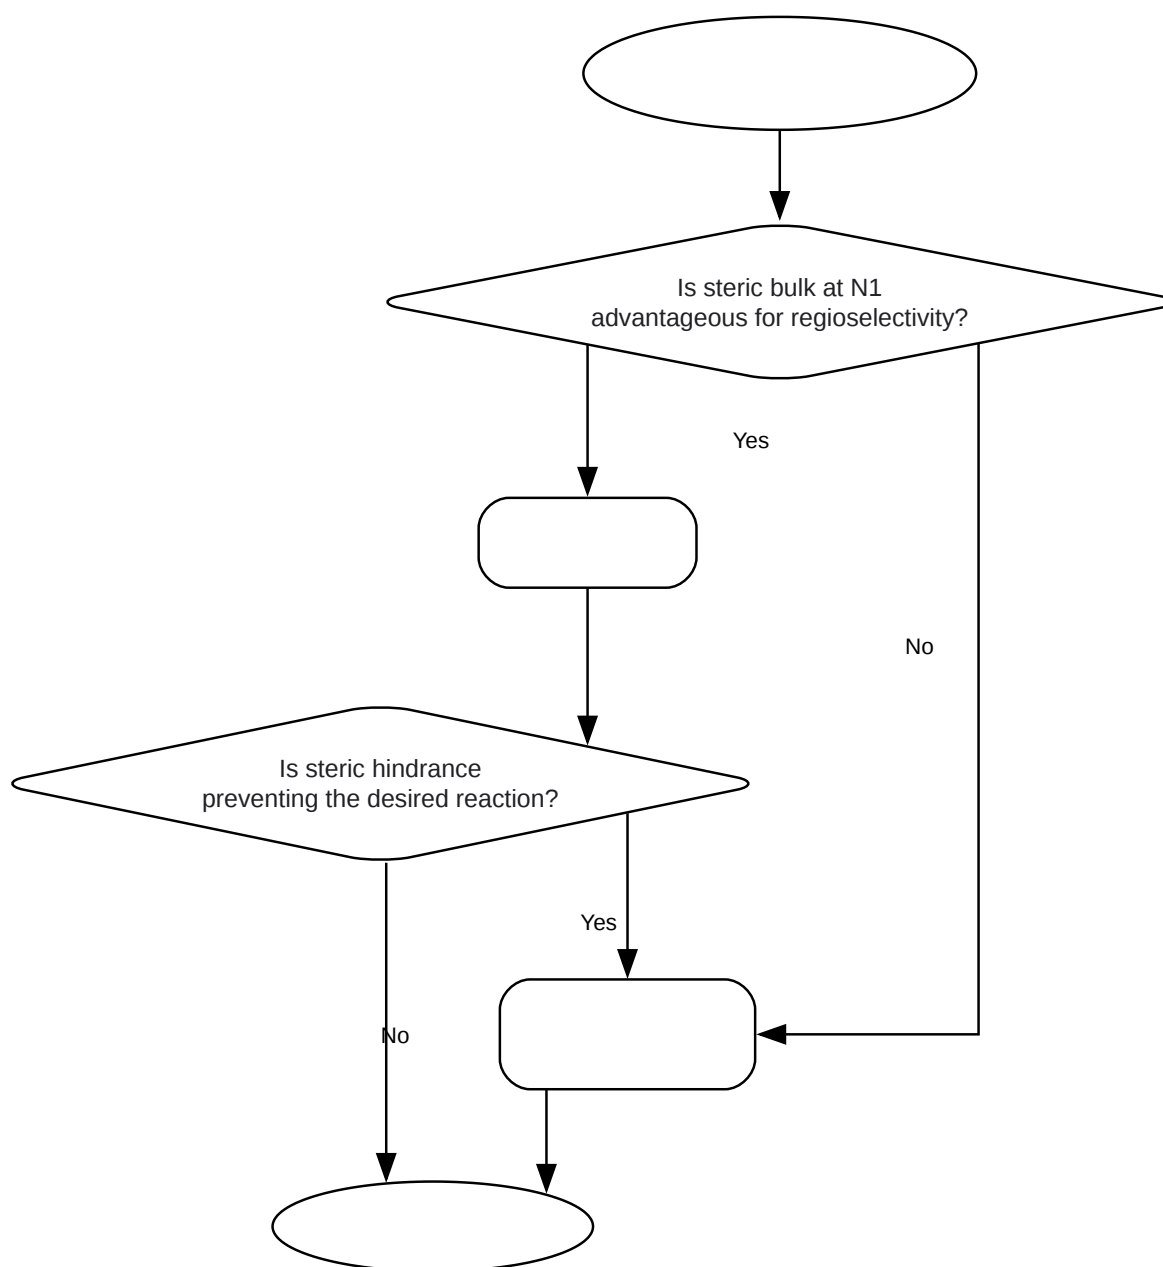 Is steric bulk at N1
advantageous for regioselectivity?
Yes
No
Is steric hindrance
preventing the desired reaction?
Yes
No